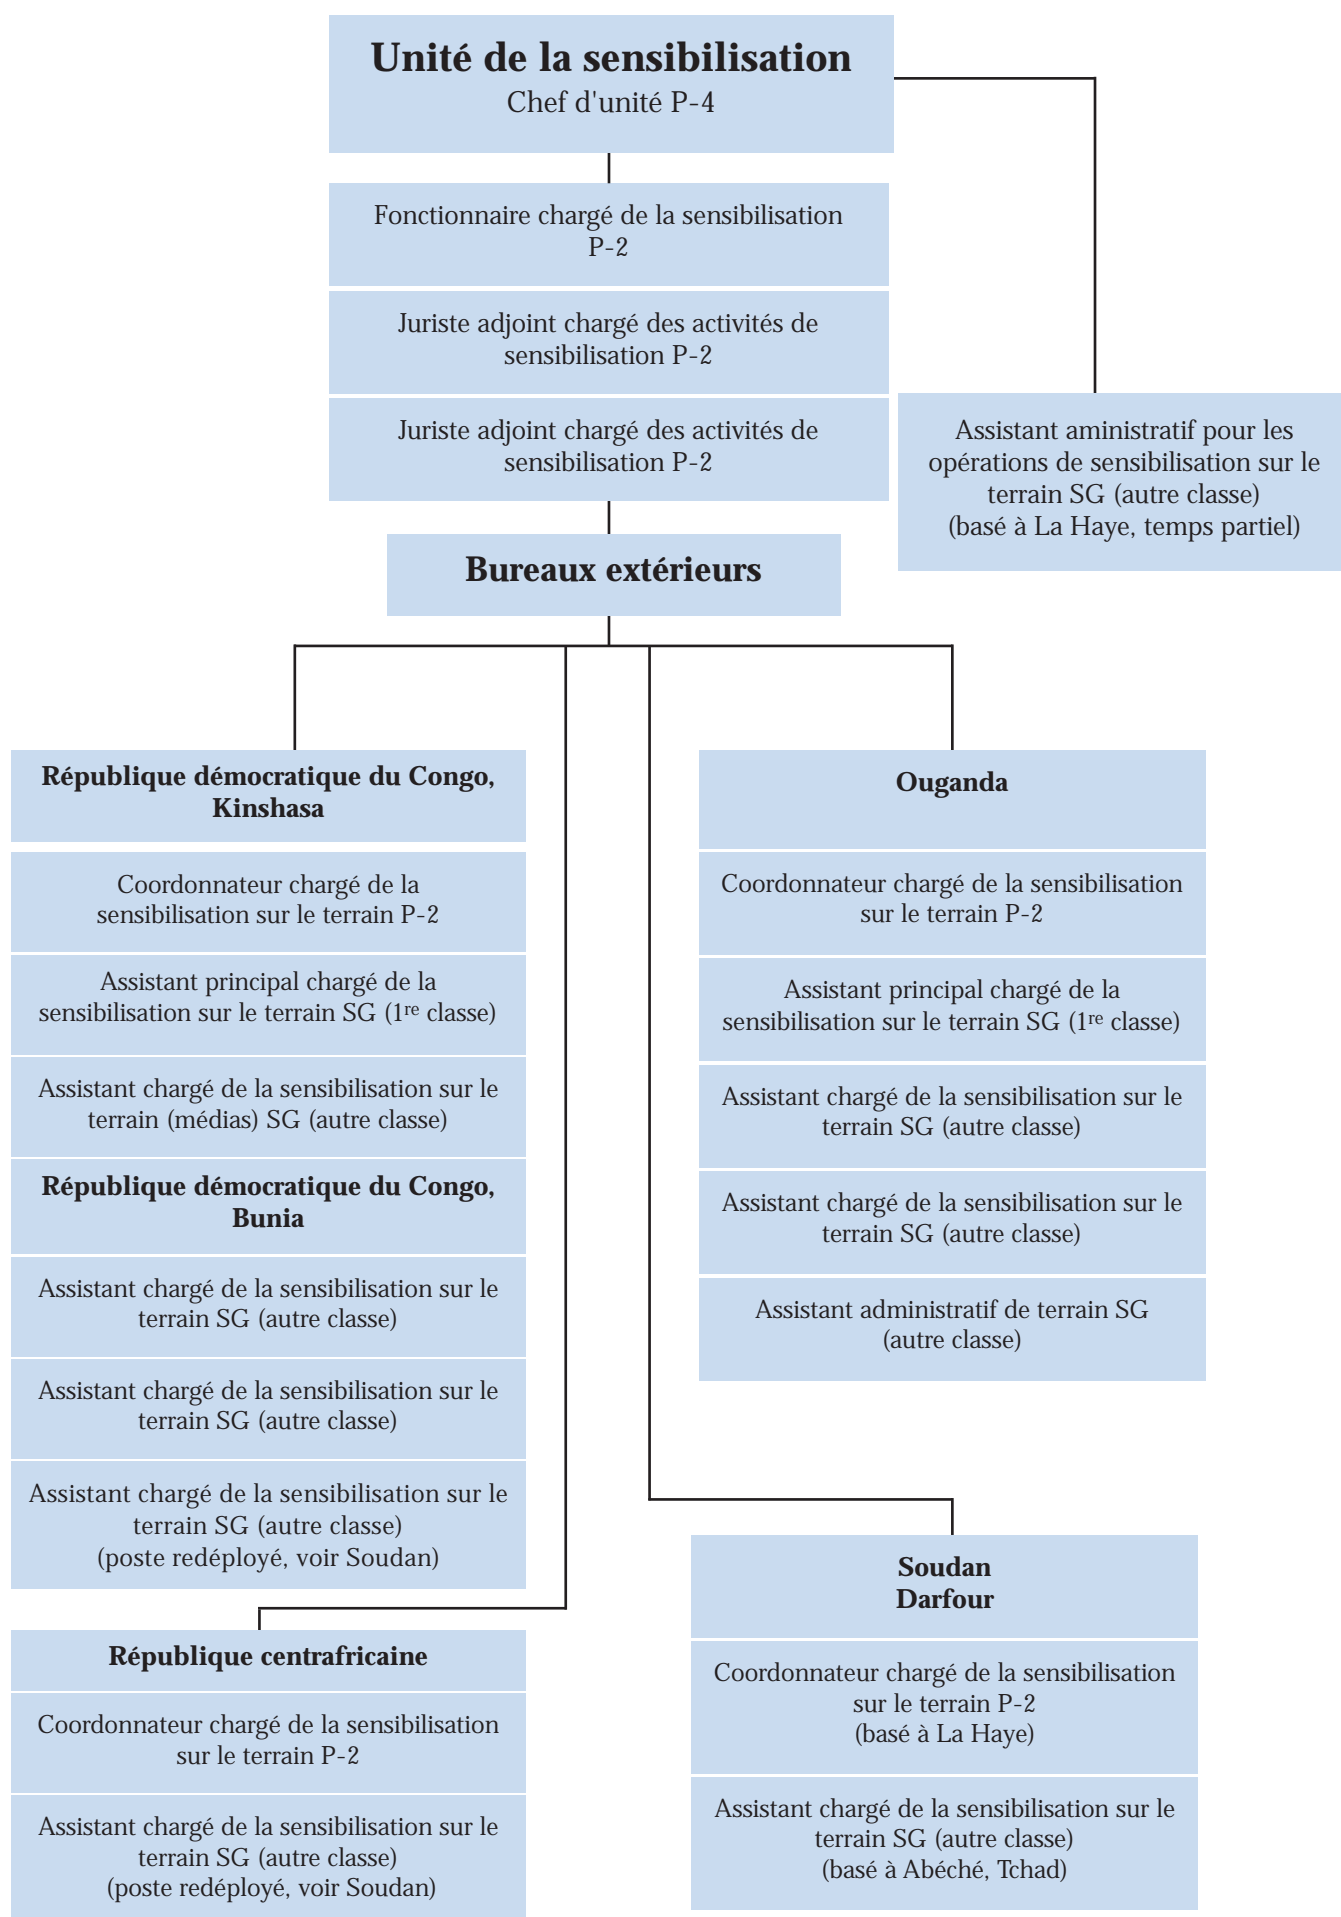 Unité de la sensibilisation
Chef d'unité P-4
Fonctionnaire chargé de la sensibilisation
P-2
Juriste adjoint chargé des activités de
sensibilisation P-2
Juriste adjoint chargé des activités de
sensibilisation P-2
Assistant aministratif pour les
opérations de sensibilisation sur le
terrain SG (autre classe)
(basé à La Haye, temps partiel)
Bureaux extérieurs
République démocratique du Congo,
Kinshasa
Coordonnateur chargé de la
sensibilisation sur le terrain P-2
Assistant principal chargé de la
sensibilisation sur le terrain SG (1re classe)
Assistant chargé de la sensibilisation sur le
terrain (médias) SG (autre classe)
République démocratique du Congo,
Bunia
Assistant chargé de la sensibilisation sur le
terrain SG (autre classe)
Assistant chargé de la sensibilisation sur le
terrain SG (autre classe)
Assistant chargé de la sensibilisation sur le
terrain SG (autre classe)
(poste redéployé, voir Soudan)
République centrafricaine
Coordonnateur chargé de la sensibilisation
sur le terrain P-2
Assistant chargé de la sensibilisation sur le
terrain SG (autre classe)
(poste redéployé, voir Soudan)
Ouganda
Coordonnateur chargé de la sensibilisation
sur le terrain P-2
Assistant principal chargé de la
sensibilisation sur le terrain SG (1re classe)
Assistant chargé de la sensibilisation sur le
terrain SG (autre classe)
Assistant chargé de la sensibilisation sur le
terrain SG (autre classe)
Assistant administratif de terrain SG
(autre classe)
Soudan
Darfour
Coordonnateur chargé de la sensibilisation
sur le terrain P-2
(basé à La Haye)
Assistant chargé de la sensibilisation sur le
terrain SG (autre classe)
(basé à Abéché, Tchad)